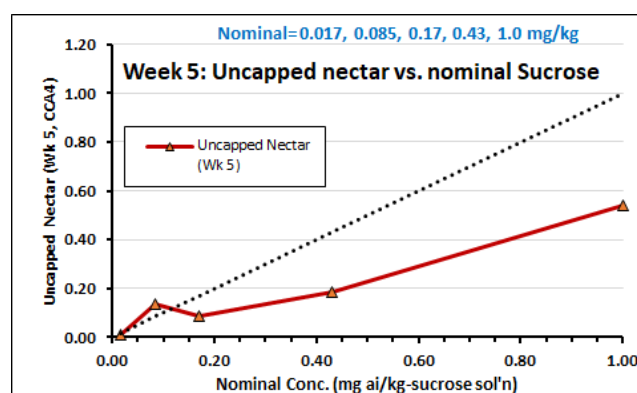 Nominal=0.017, 0.085, 0.17, 0.43, 1.0 mg/kg
Week 5: Uncapped nectar vs. nominal Sucrose
Uncapped Nectar
(Wk 5)
Uncapped Nectar (Wk 5, CCA4)
1.20
1.00
0.80
0.60
0.40
0.20
0.00
0.00
0.20
0.40
0.60
0.80
1.00
Nominal Conc. (mg ai/kg-sucrose sol'n)